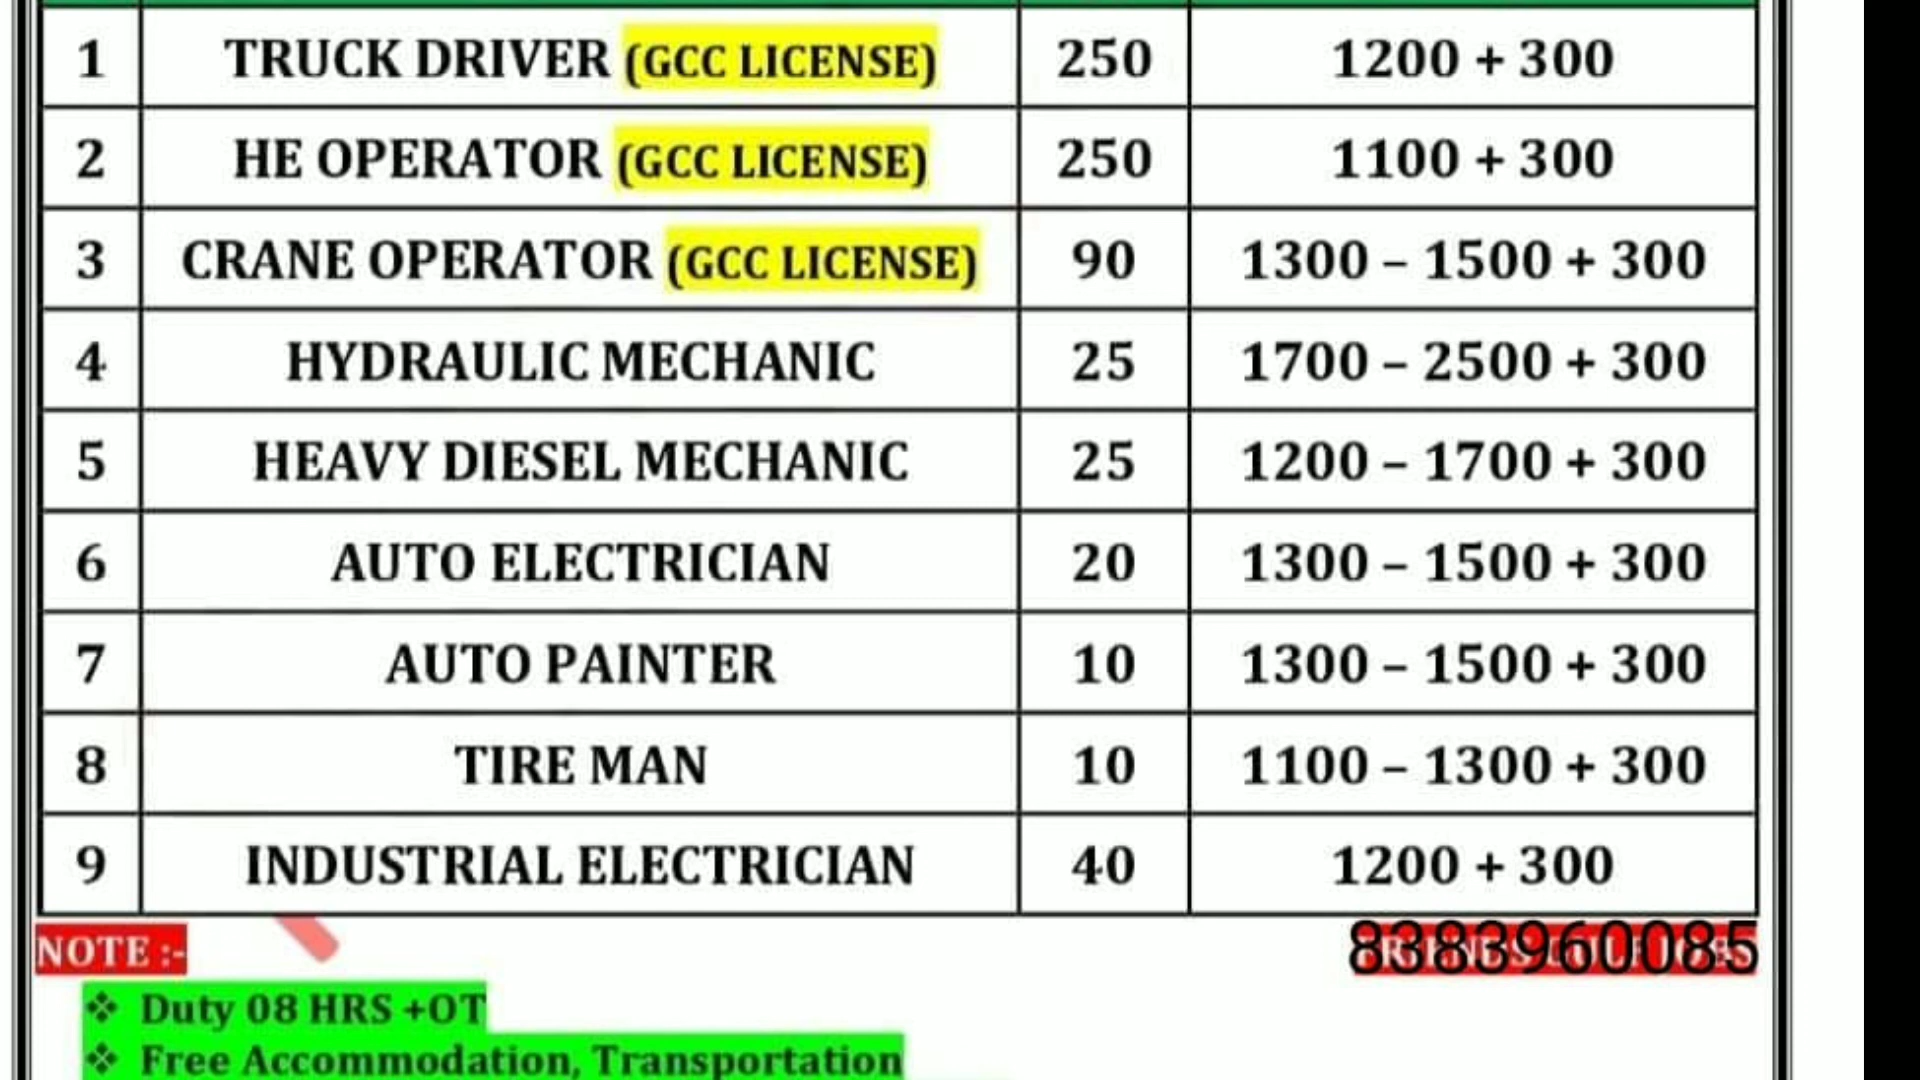 1 TRUCK DRIVER (GCC LICENSE) 250 1200 + 300
2 HE OPERATOR (GCC LICENSE) 250 1100 + 300
3 CRANE OPERATOR (GCC LICENSE) 90 1300 – 1500 + 300
4 HYDRAULIC MECHANIC 25 1700 – 2500 + 300
5 HEAVY DIESEL MECHANIC 25 1200 – 1700 + 300
6 AUTO ELECTRICIAN 20 1300 – 1500 + 300
7 AUTO PAINTER 10 1300 – 1500 + 300
8 TIRE MAN 10 1100 – 1300 + 300
9 INDUSTRIAL ELECTRICIAN 40 1200 + 300
NOTE :- 8383960085
❖ Duty 08 HRS +OT
❖ Free Accommodation, Transportation